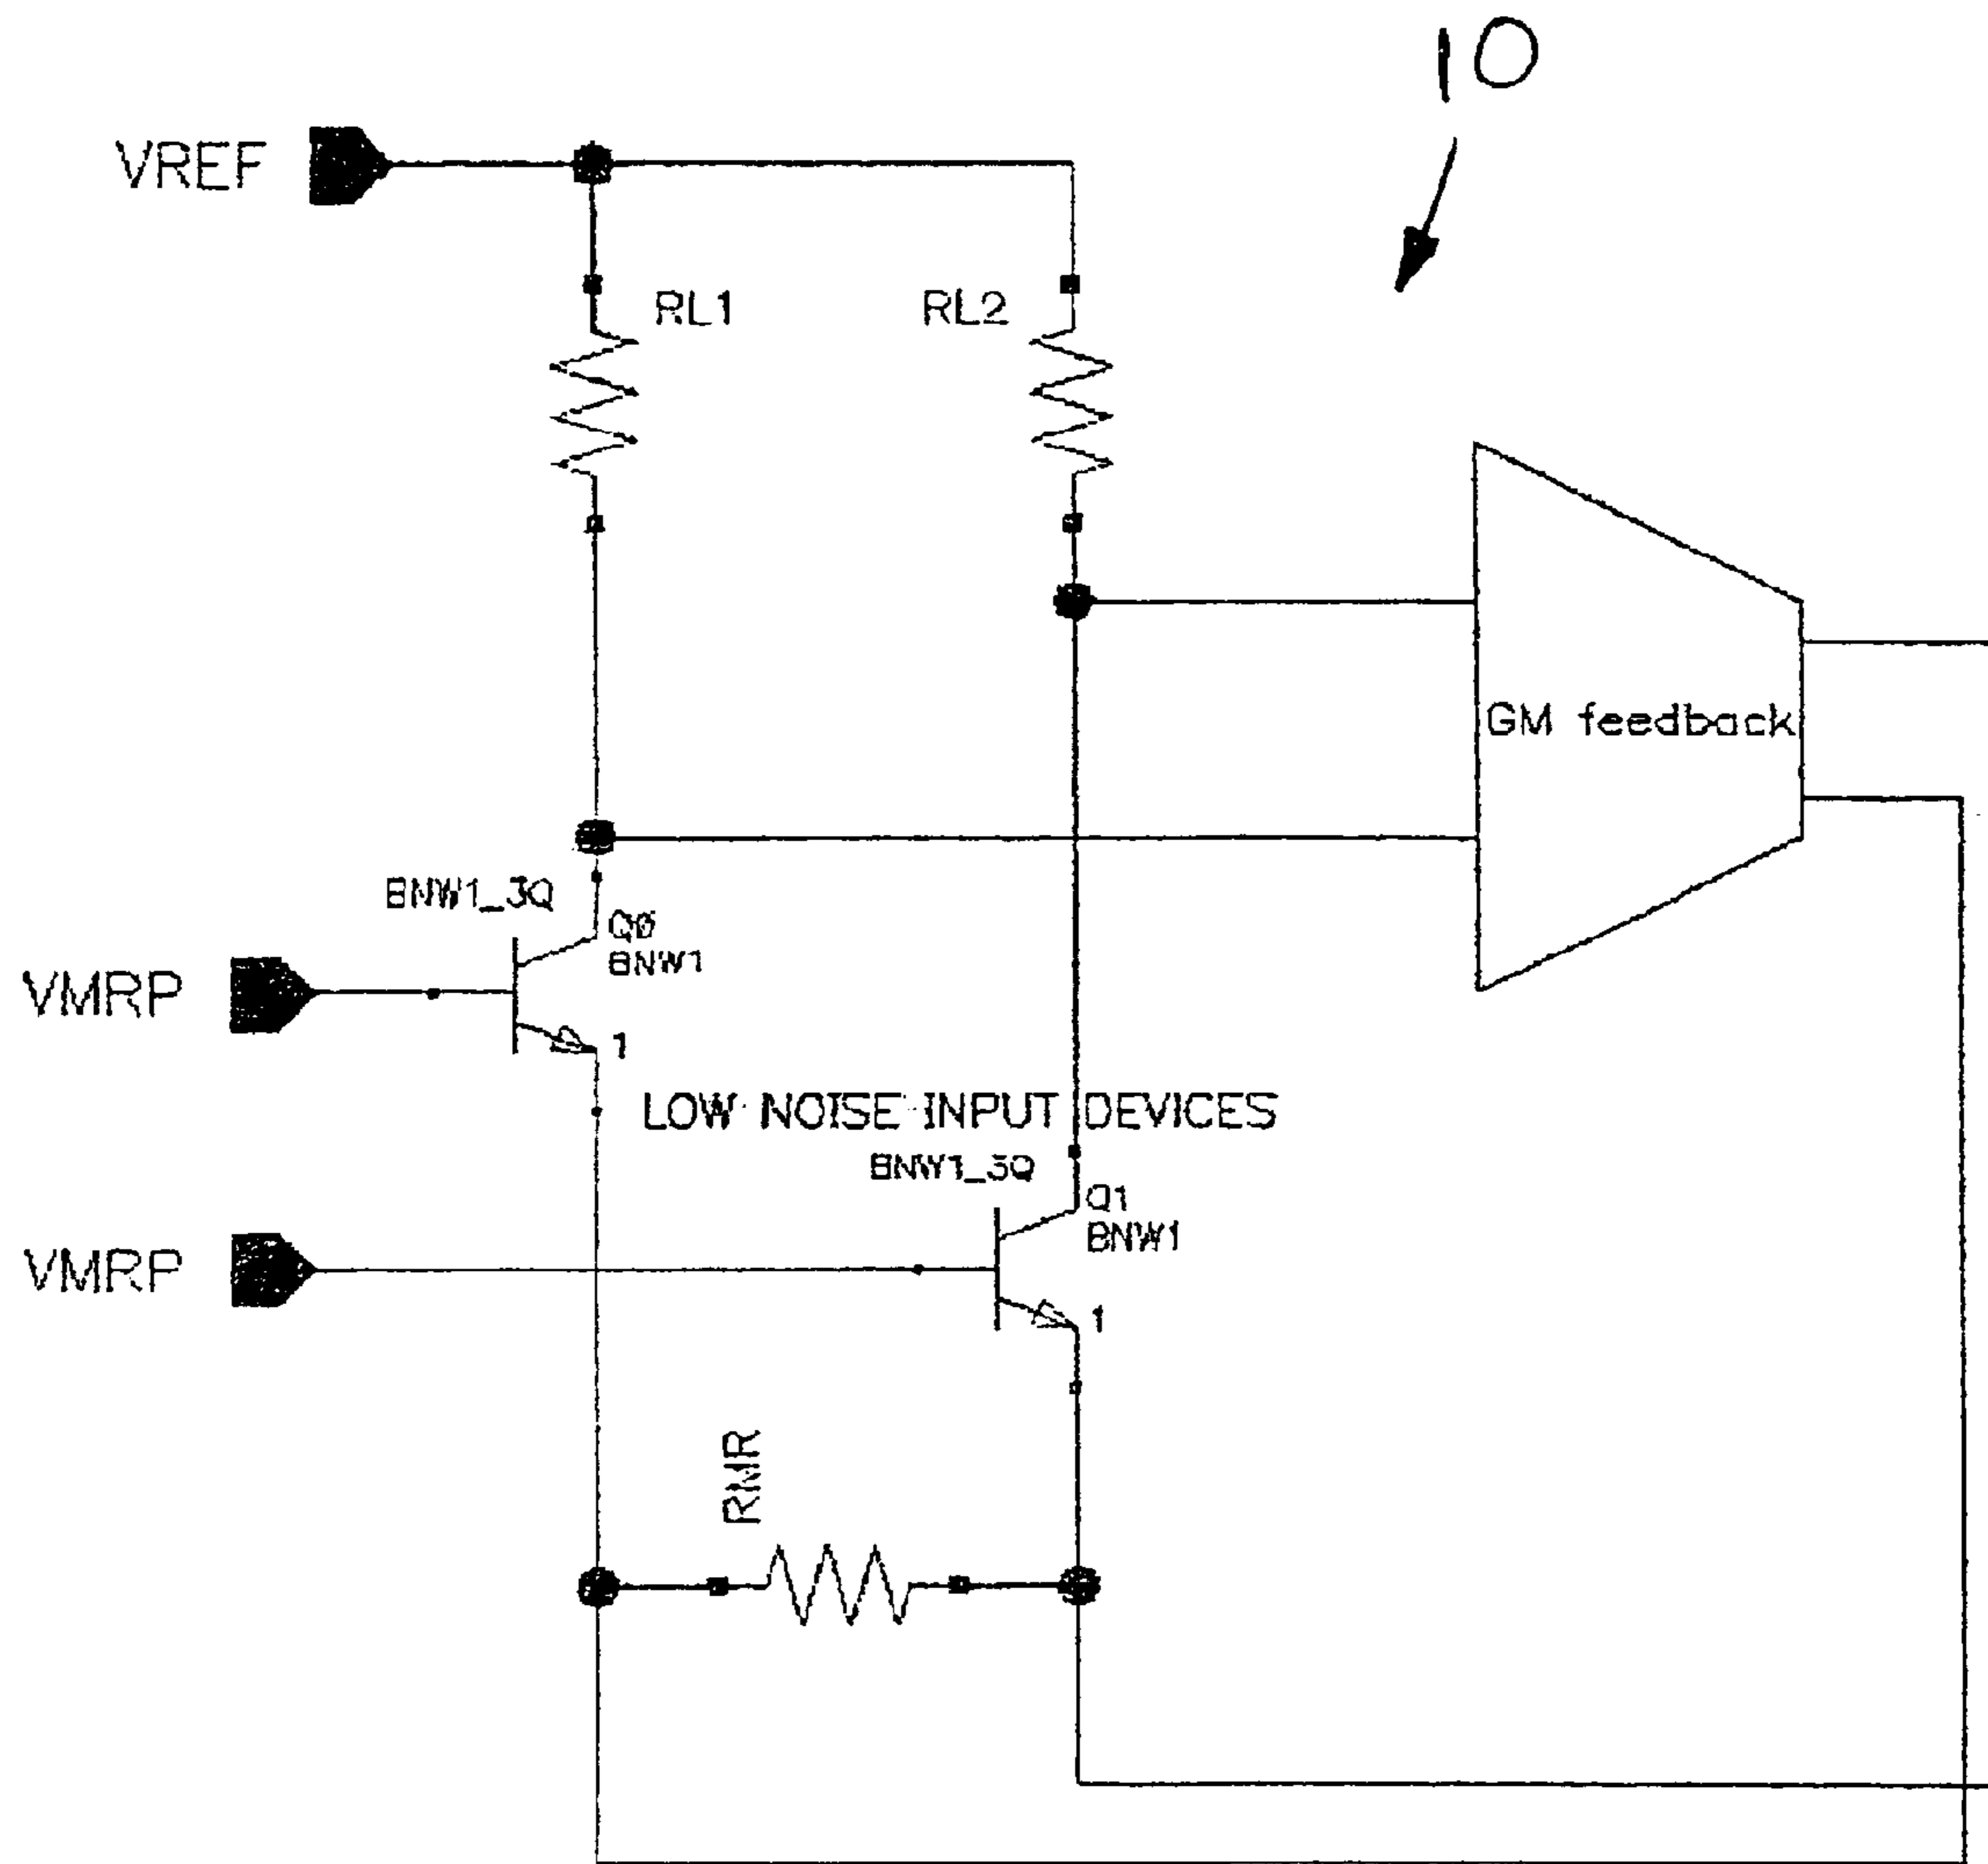 10
VREF
RL1
RL2
GM feedback
BNW1_3Q
Q0
BNW1
VMRP
1
LOW NOISE INPUT DEVICES
BNW1_3Q
Q1
BNW1
VMRP
1
RMR